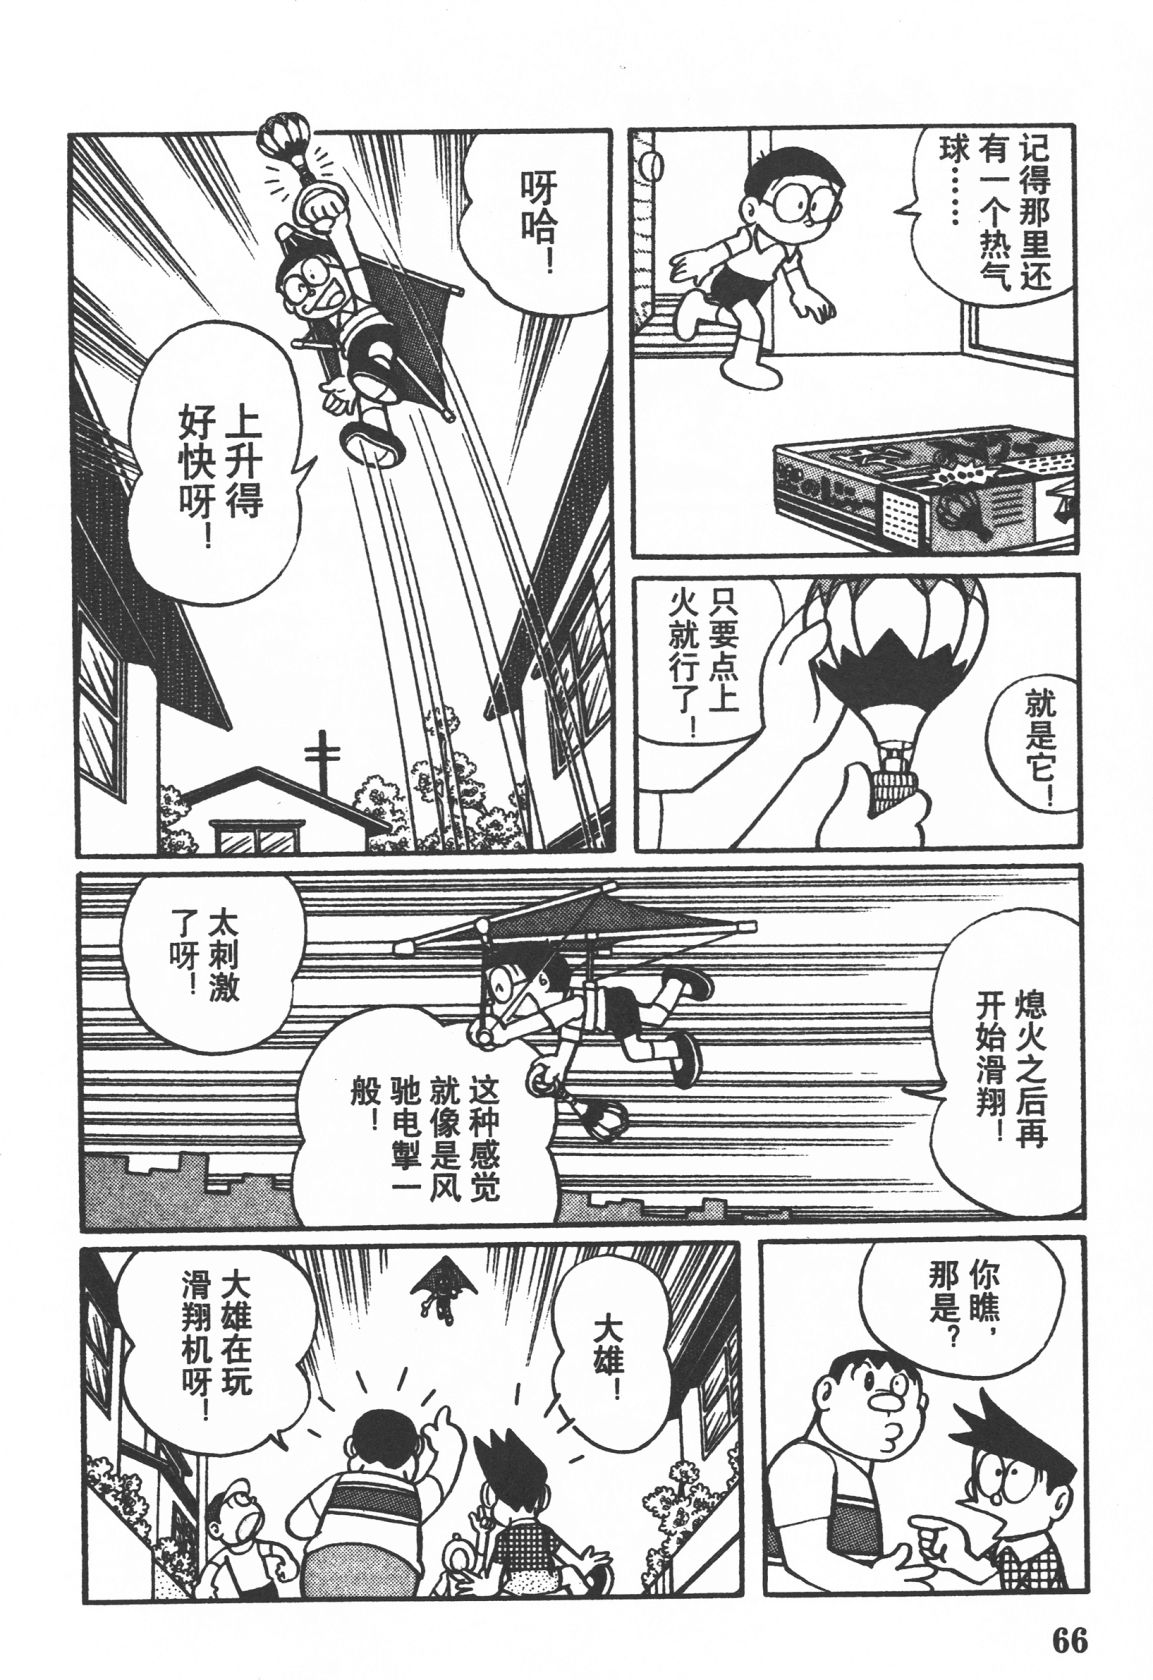 记得那里还
有一个热气
球……
就是它！
只要点上
火就行了！
呀哈！
上升得
好快呀！
熄火之后再
开始滑翔！
这种感觉
就像是风
驰电掣一
般！
太刺激
了呀！
你瞧，
那是？
大雄！
大雄在玩
滑翔机呀！
66